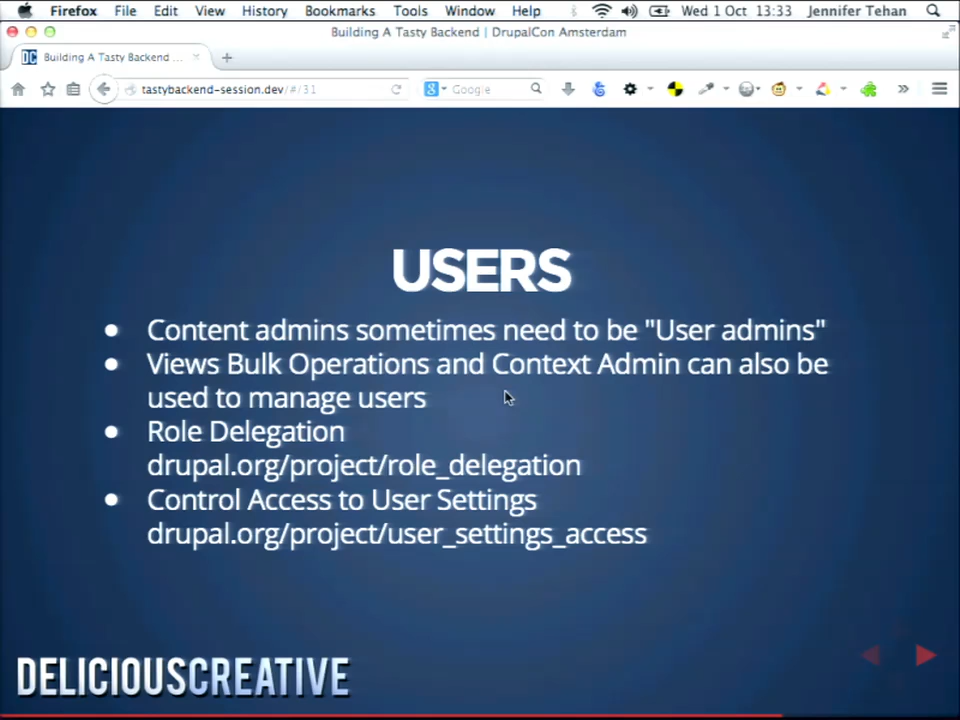 Firefox File Edit View History Bookmarks Tools Window Help Wed 1 Oct 13:33 Jennifer Tehan
Building A Tasty Backend | DrupalCon Amsterdam
DC Building A Tasty Backend ...
tastybackend-session.dev/#/31
8 Google
USERS
• Content admins sometimes need to be "User admins"
• Views Bulk Operations and Context Admin can also be
used to manage users
• Role Delegation
drupal.org/project/role_delegation
• Control Access to User Settings
drupal.org/project/user_settings_access
DELICIOUSCREATIVE